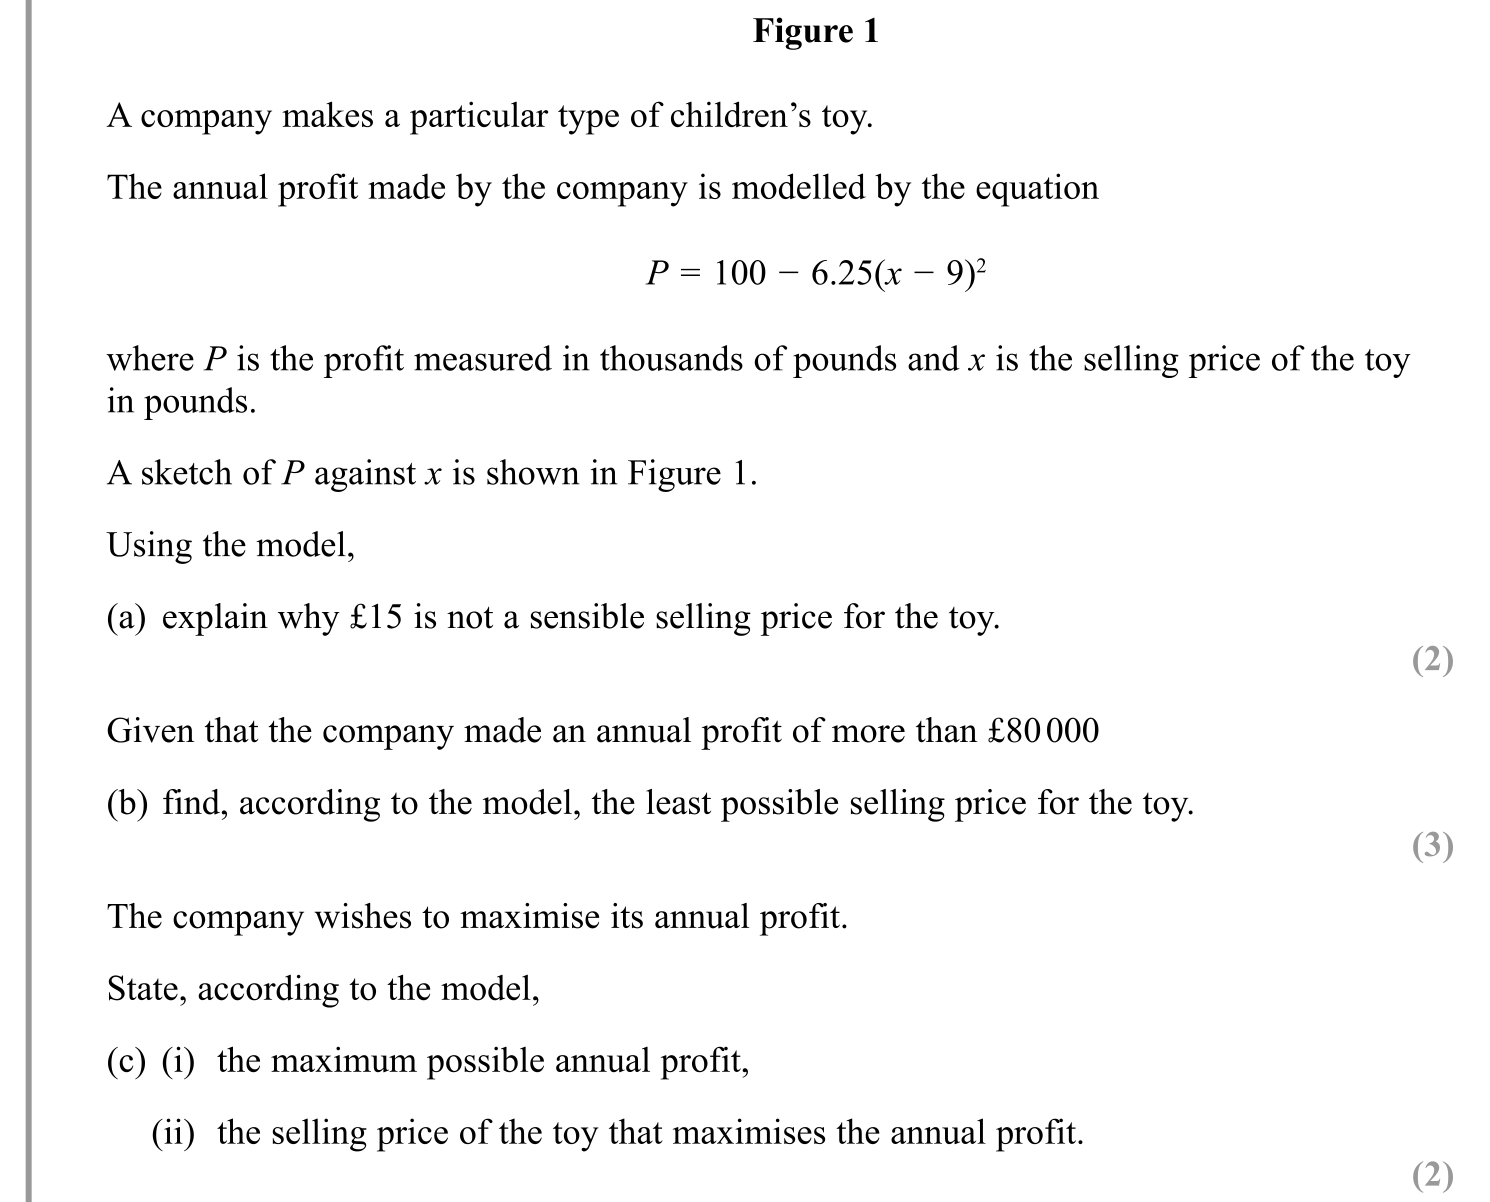 Figure 1
A company makes a particular type of children’s toy.
The annual profit made by the company is modelled by the equation
P = 100 − 6.25(x − 9)²
where P is the profit measured in thousands of pounds and x is the selling price of the toy
in pounds.
A sketch of P against x is shown in Figure 1.
Using the model,
(a) explain why £15 is not a sensible selling price for the toy.
(2)
Given that the company made an annual profit of more than £80 000
(b) find, according to the model, the least possible selling price for the toy.
(3)
The company wishes to maximise its annual profit.
State, according to the model,
(c) (i) the maximum possible annual profit,
(ii) the selling price of the toy that maximises the annual profit.
(2)